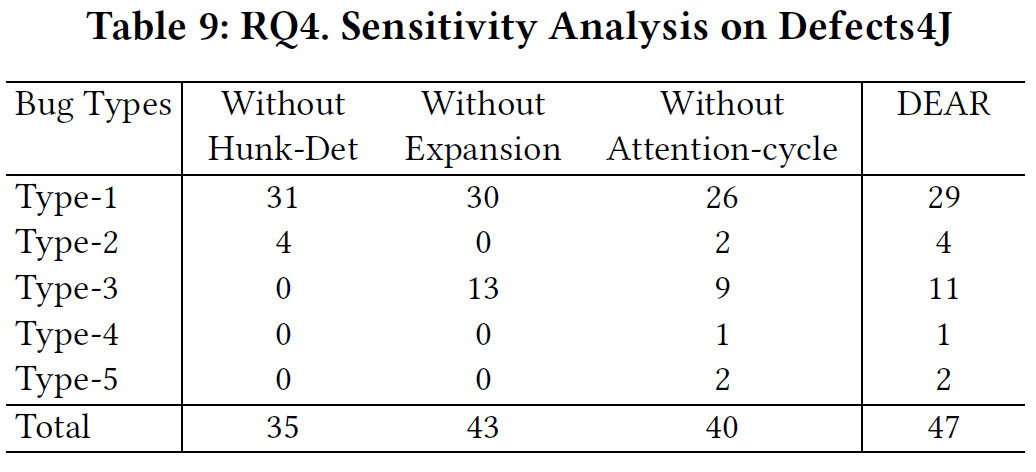 Table 9: RQ4. Sensitivity Analysis on Defects4J
Bug Types Without Without Without DEAR
Hunk-Det Expansion Attention-cycle
Type-1 31 30 26 29
Type-2 4 0 2 4
Type-3 0 13 9 11
Type-4 0 0 1 1
Type-5 0 0 2 2
Total 35 43 40 47